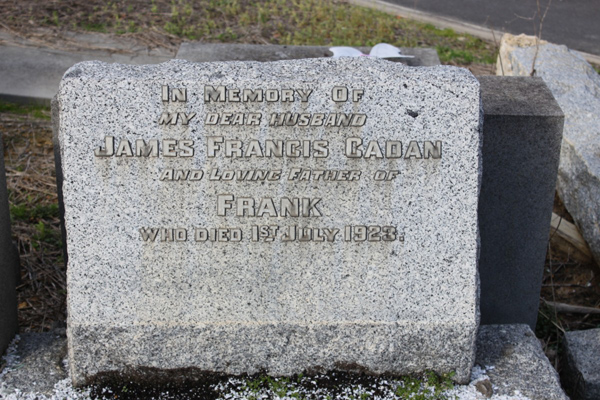 In Memory Of
My Dear Husband
James Francis Cadan
And Loving Father of
Frank
Who Died 1st July 1923.